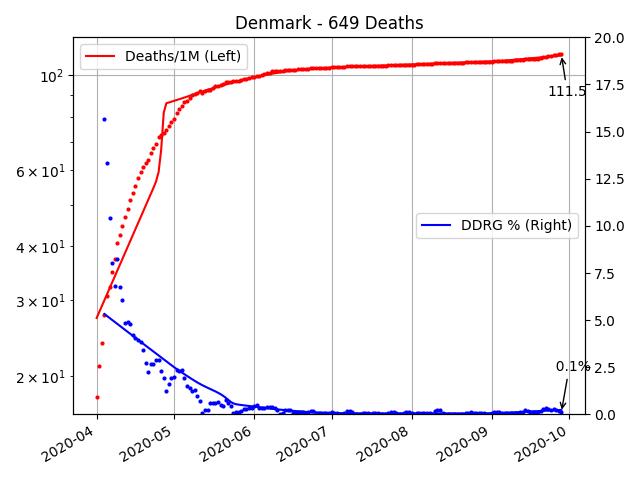 Denmark - 649 Deaths
Deaths/1M (Left)
DDRG % (Right)
111.5
0.1%
10²
6 × 10¹
4 × 10¹
3 × 10¹
2 × 10¹
20.0
17.5
15.0
12.5
10.0
7.5
5.0
2.5
0.0
2020-04
2020-05
2020-06
2020-07
2020-08
2020-09
2020-10